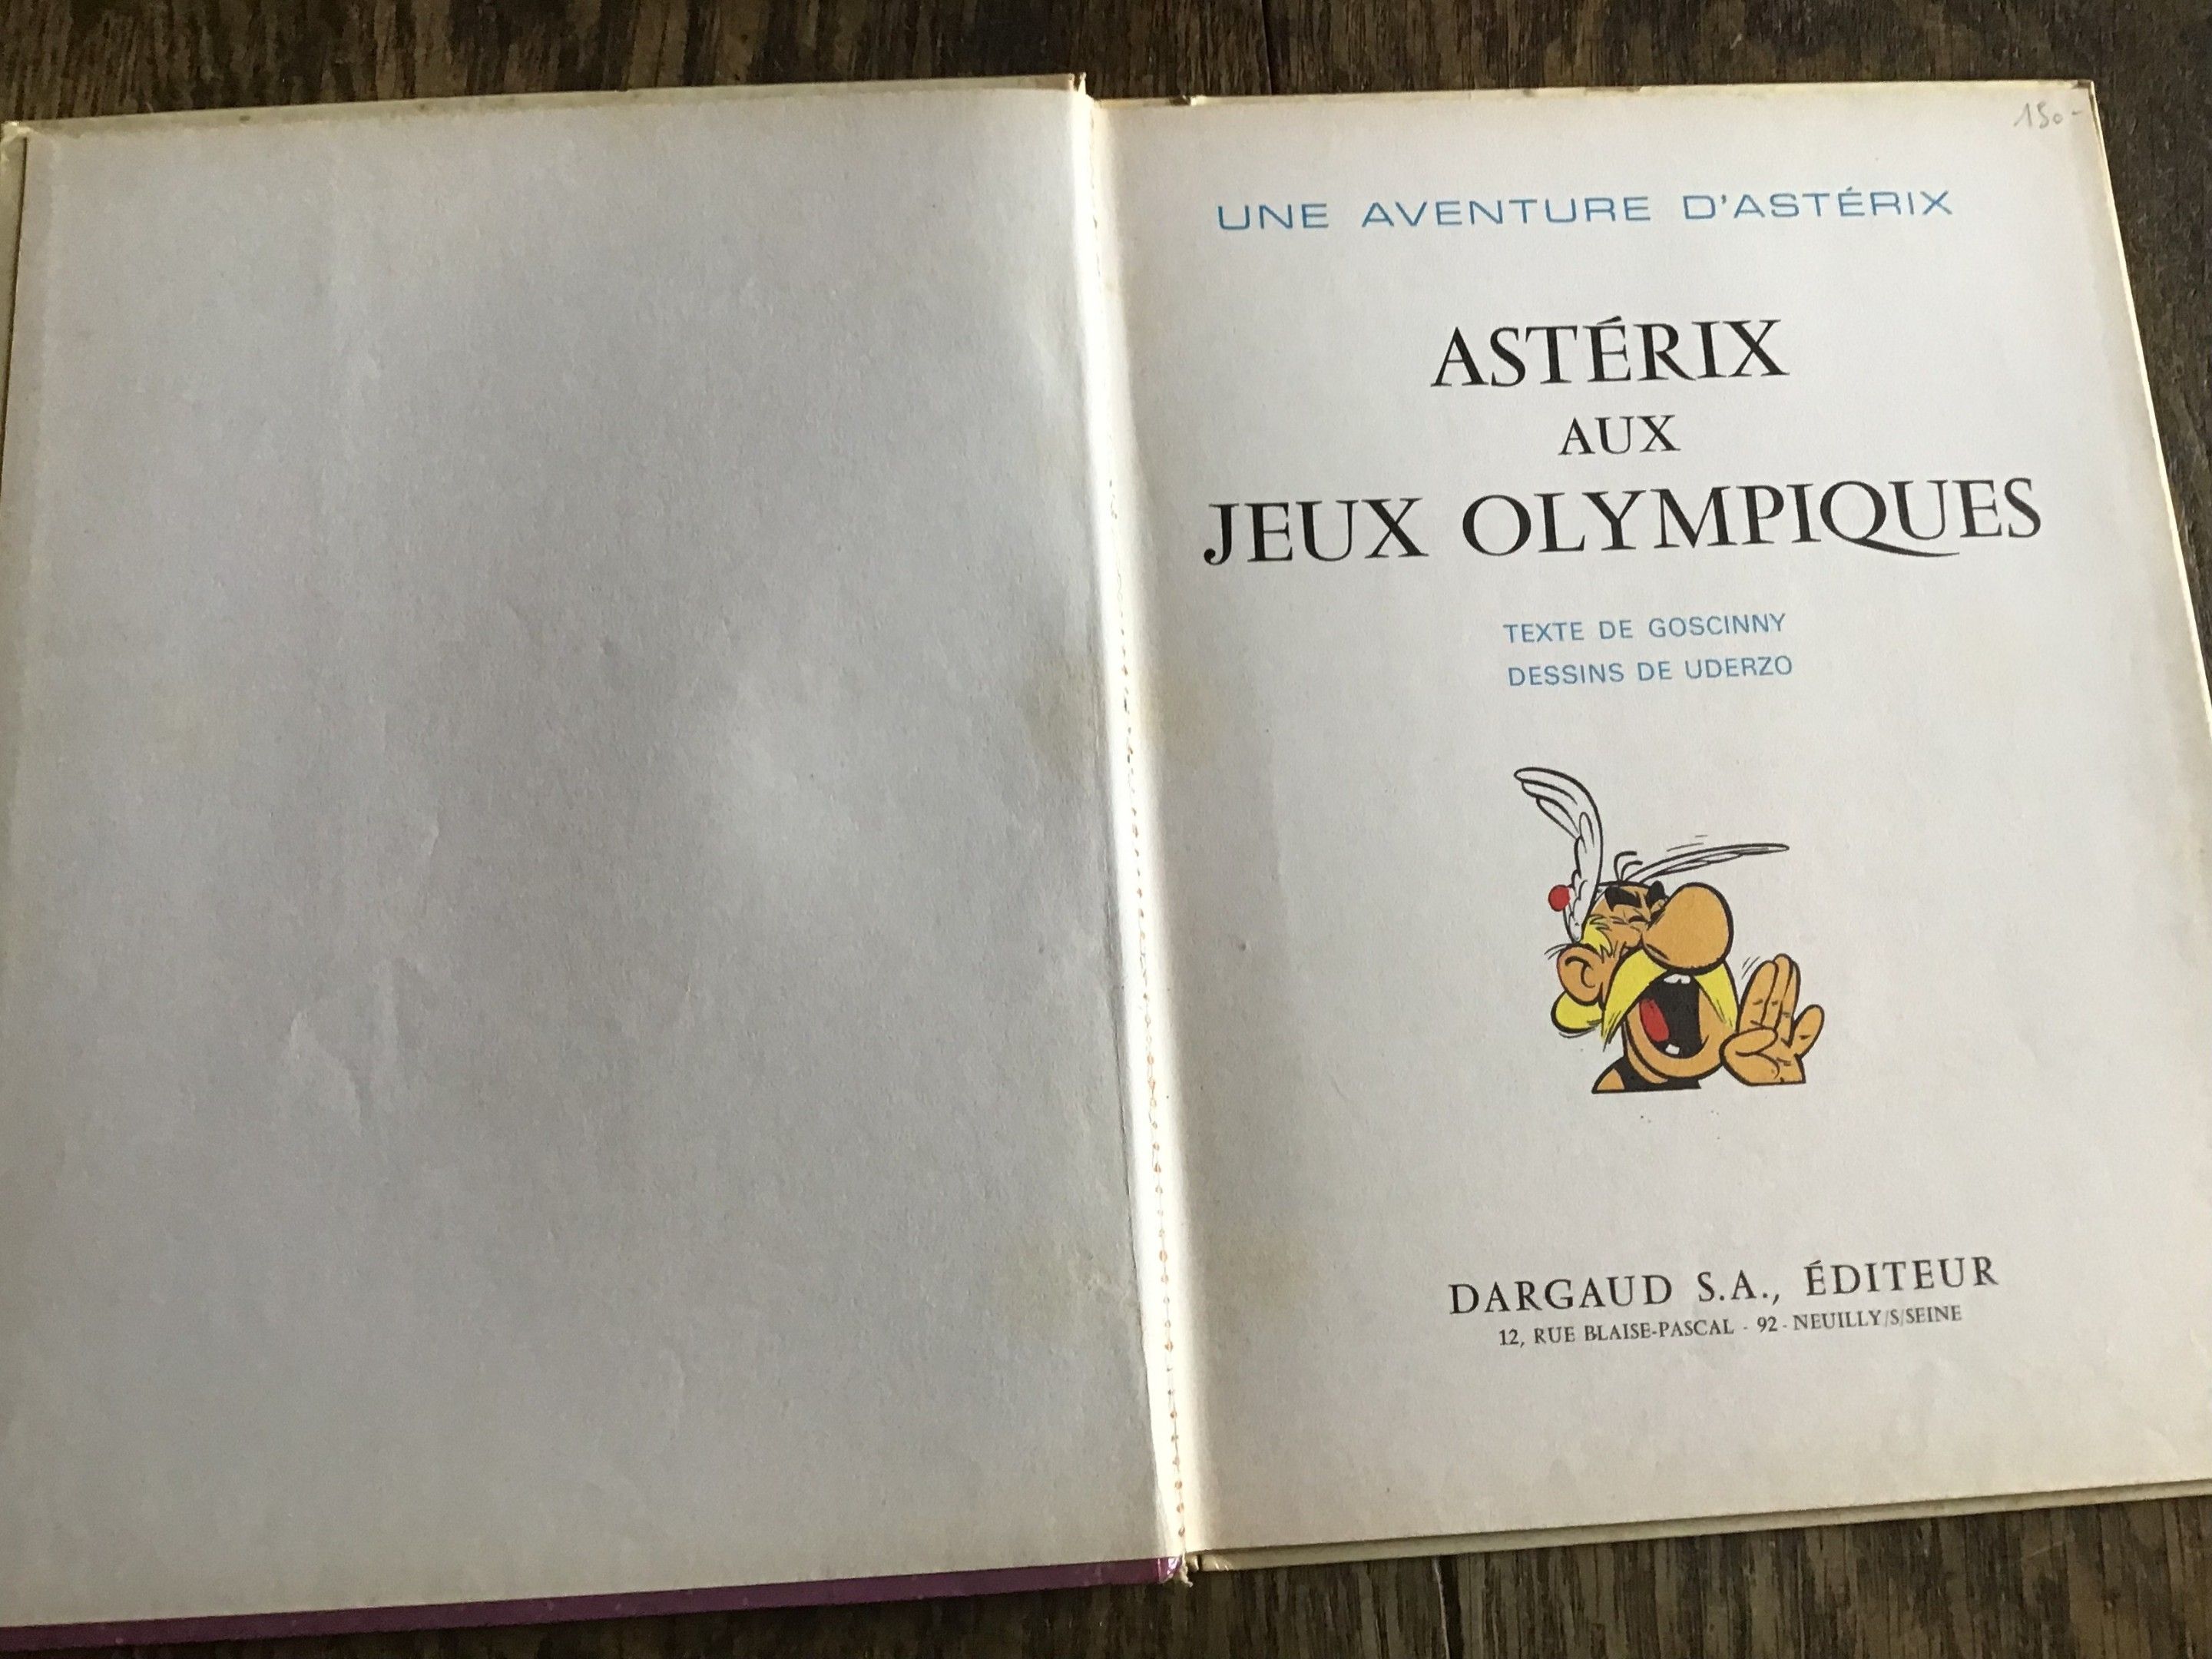 150-
UNE AVENTURE D'ASTÉRIX
ASTÉRIX
AUX
JEUX OLYMPIQUES
TEXTE DE GOSCINNY
DESSINS DE UDERZO
DARGAUD S.A., ÉDITEUR
12, RUE BLAISE-PASCAL - 92 - NEUILLY/S/SEINE